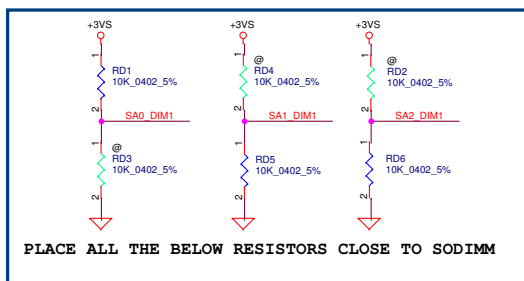 +3VS +3VS +3VS
1 1 @ 1 @
RD1 RD4 RD2
10K_0402_5% 10K_0402_5% 10K_0402_5%
2 2 2
SA0_DIM1 SA1_DIM1 SA2_DIM1
1 @ 1 1
RD3 RD5 RD6
10K_0402_5% 10K_0402_5% 10K_0402_5%
2 2 2
PLACE ALL THE BELOW RESISTORS CLOSE TO SODIMM